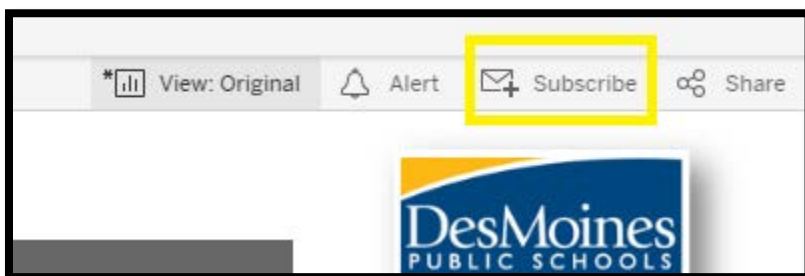 * View: Original Alert Subscribe Share
DesMoines
PUBLIC SCHOOLS